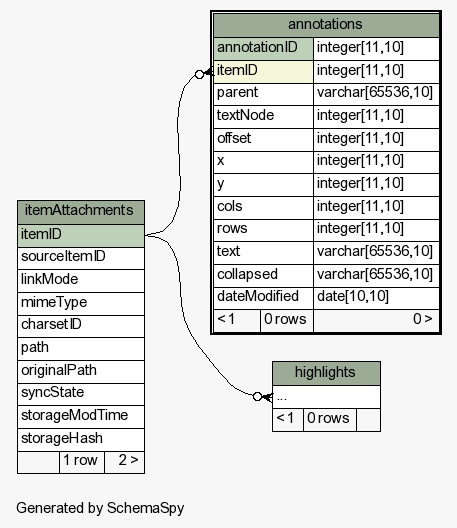 annotations
annotationID integer[11,10]
itemID integer[11,10]
parent varchar[65536,10]
textNode integer[11,10]
offset integer[11,10]
x integer[11,10]
y integer[11,10]
cols integer[11,10]
rows integer[11,10]
text varchar[65536,10]
collapsed varchar[65536,10]
dateModified date[10,10]
< 1 0 rows 0 >
itemAttachments
itemID
sourceItemID
linkMode
mimeType
charsetID
path
originalPath
syncState
storageModTime
storageHash
1 row 2 >
highlights
...
< 1 0 rows
Generated by SchemaSpy